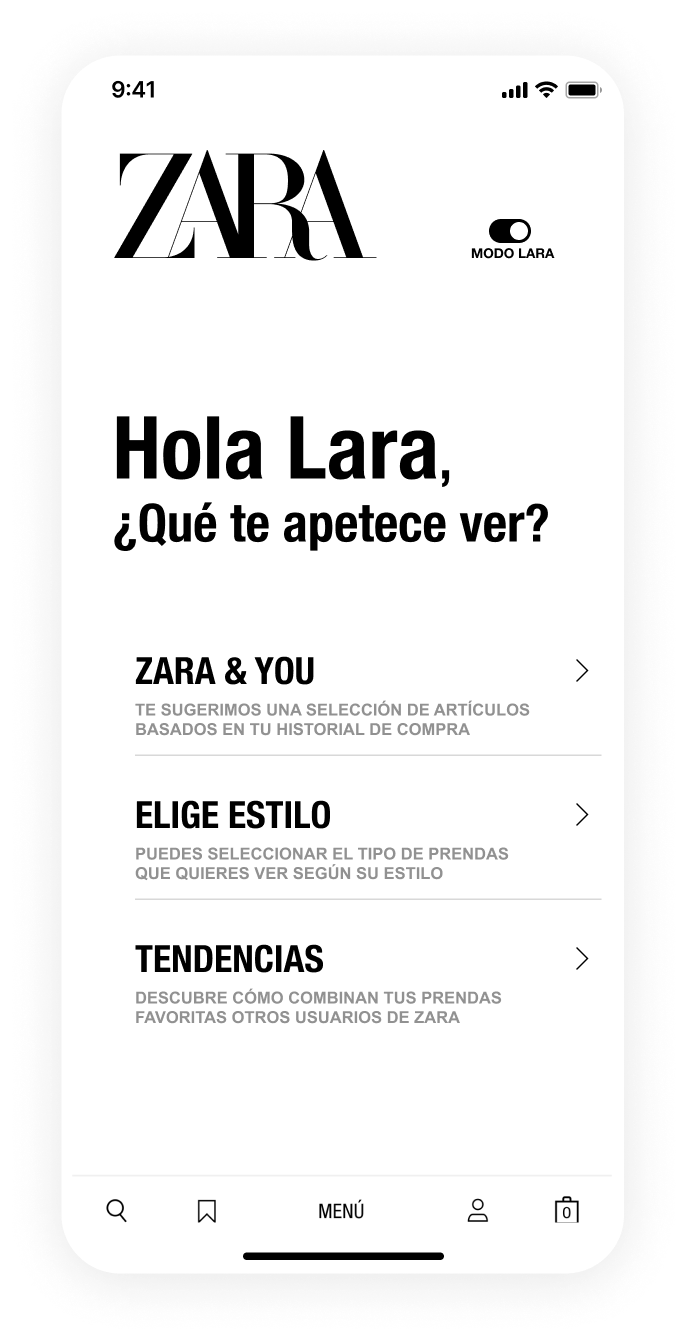 9:41
ZARA
MODO LARA
Hola Lara,
¿Qué te apetece ver?
ZARA & YOU
TE SUGERIMOS UNA SELECCIÓN DE ARTÍCULOS
BASADOS EN TU HISTORIAL DE COMPRA
ELIGE ESTILO
PUEDES SELECCIONAR EL TIPO DE PRENDAS
QUE QUIERES VER SEGÚN SU ESTILO
TENDENCIAS
DESCUBRE CÓMO COMBINAN TUS PRENDAS
FAVORITAS OTROS USUARIOS DE ZARA
MENÚ
0